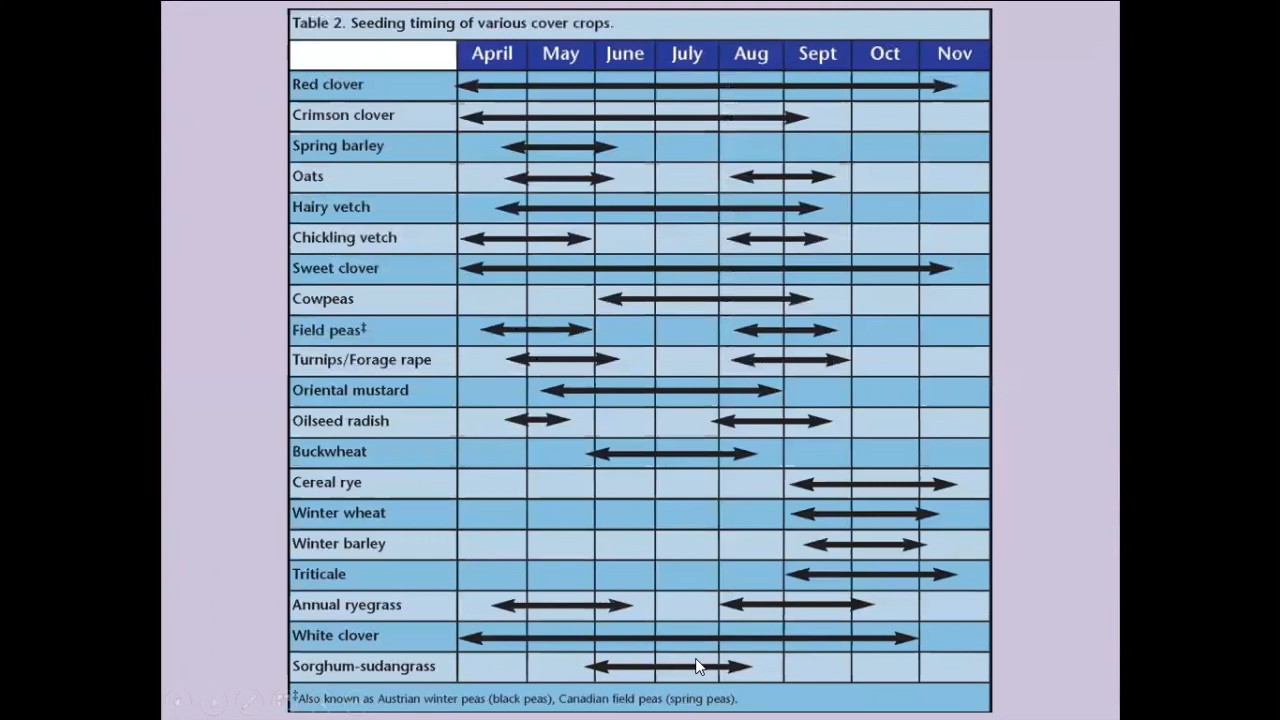 Table 2. Seeding timing of various cover crops.
April May June July Aug Sept Oct Nov
Red clover
Crimson clover
Spring barley
Oats
Hairy vetch
Chickling vetch
Sweet clover
Cowpeas
Field peas‡
Turnips/Forage rape
Oriental mustard
Oilseed radish
Buckwheat
Cereal rye
Winter wheat
Winter barley
Triticale
Annual ryegrass
White clover
Sorghum-sudangrass
‡Also known as Austrian winter peas (black peas), Canadian field peas (spring peas).